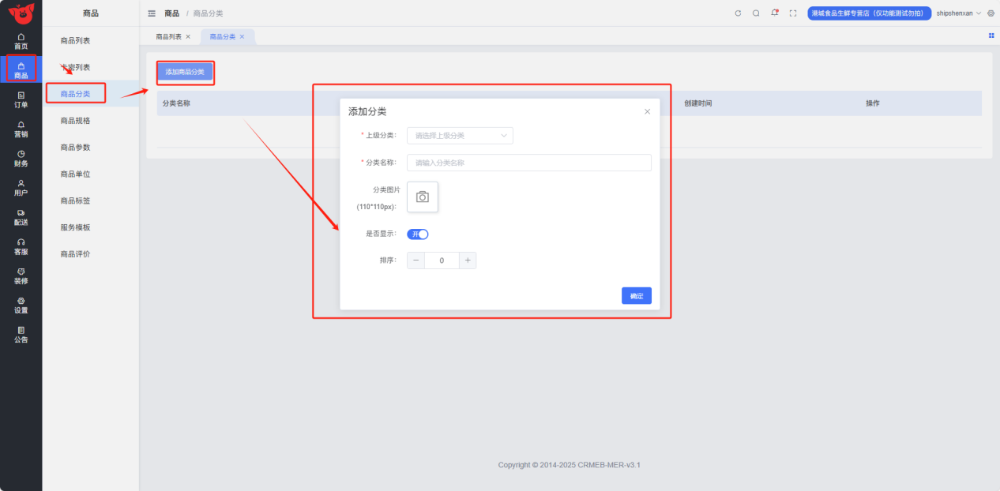 商品
商品 / 商品分类
港城食品生鲜专营店（仅功能测试勿拍）
shipshenxan
首页
商品
订单
营销
财务
用户
配送
客服
装修
设置
公告
商品列表
卡密列表
商品分类
商品规格
商品参数
商品单位
商品标签
服务模板
商品评价
商品列表 ×
商品分类 ×
添加商品分类
分类名称
创建时间
操作
添加分类
* 上级分类： 请选择上级分类
* 分类名称： 请输入分类名称
分类图片
(110*110px)：
是否显示： 开
排序： − 0 +
确定
Copyright © 2014-2025 CRMEB-MER-v3.1